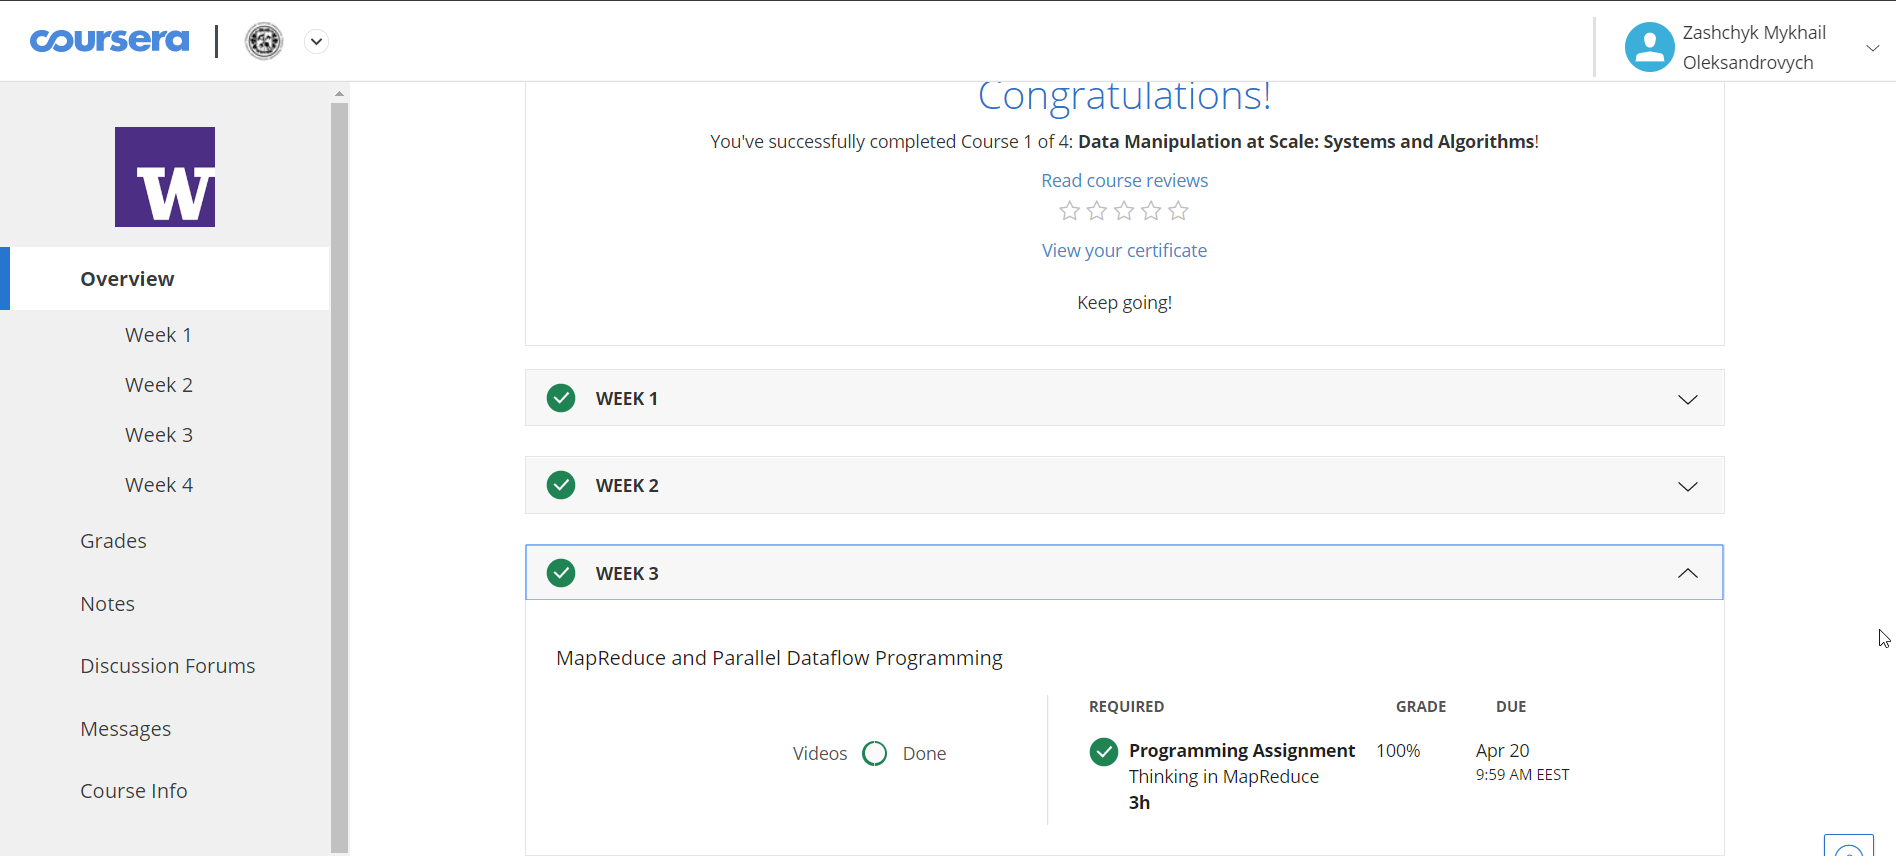 coursera
Zashchyk Mykhail
Oleksandrovych
W
Overview
Week 1
Week 2
Week 3
Week 4
Grades
Notes
Discussion Forums
Messages
Course Info
Congratulations!
You've successfully completed Course 1 of 4: Data Manipulation at Scale: Systems and Algorithms!
Read course reviews
View your certificate
Keep going!
WEEK 1
WEEK 2
WEEK 3
MapReduce and Parallel Dataflow Programming
Videos Done
REQUIRED GRADE DUE
Programming Assignment 100% Apr 20
Thinking in MapReduce 9:59 AM EEST
3h